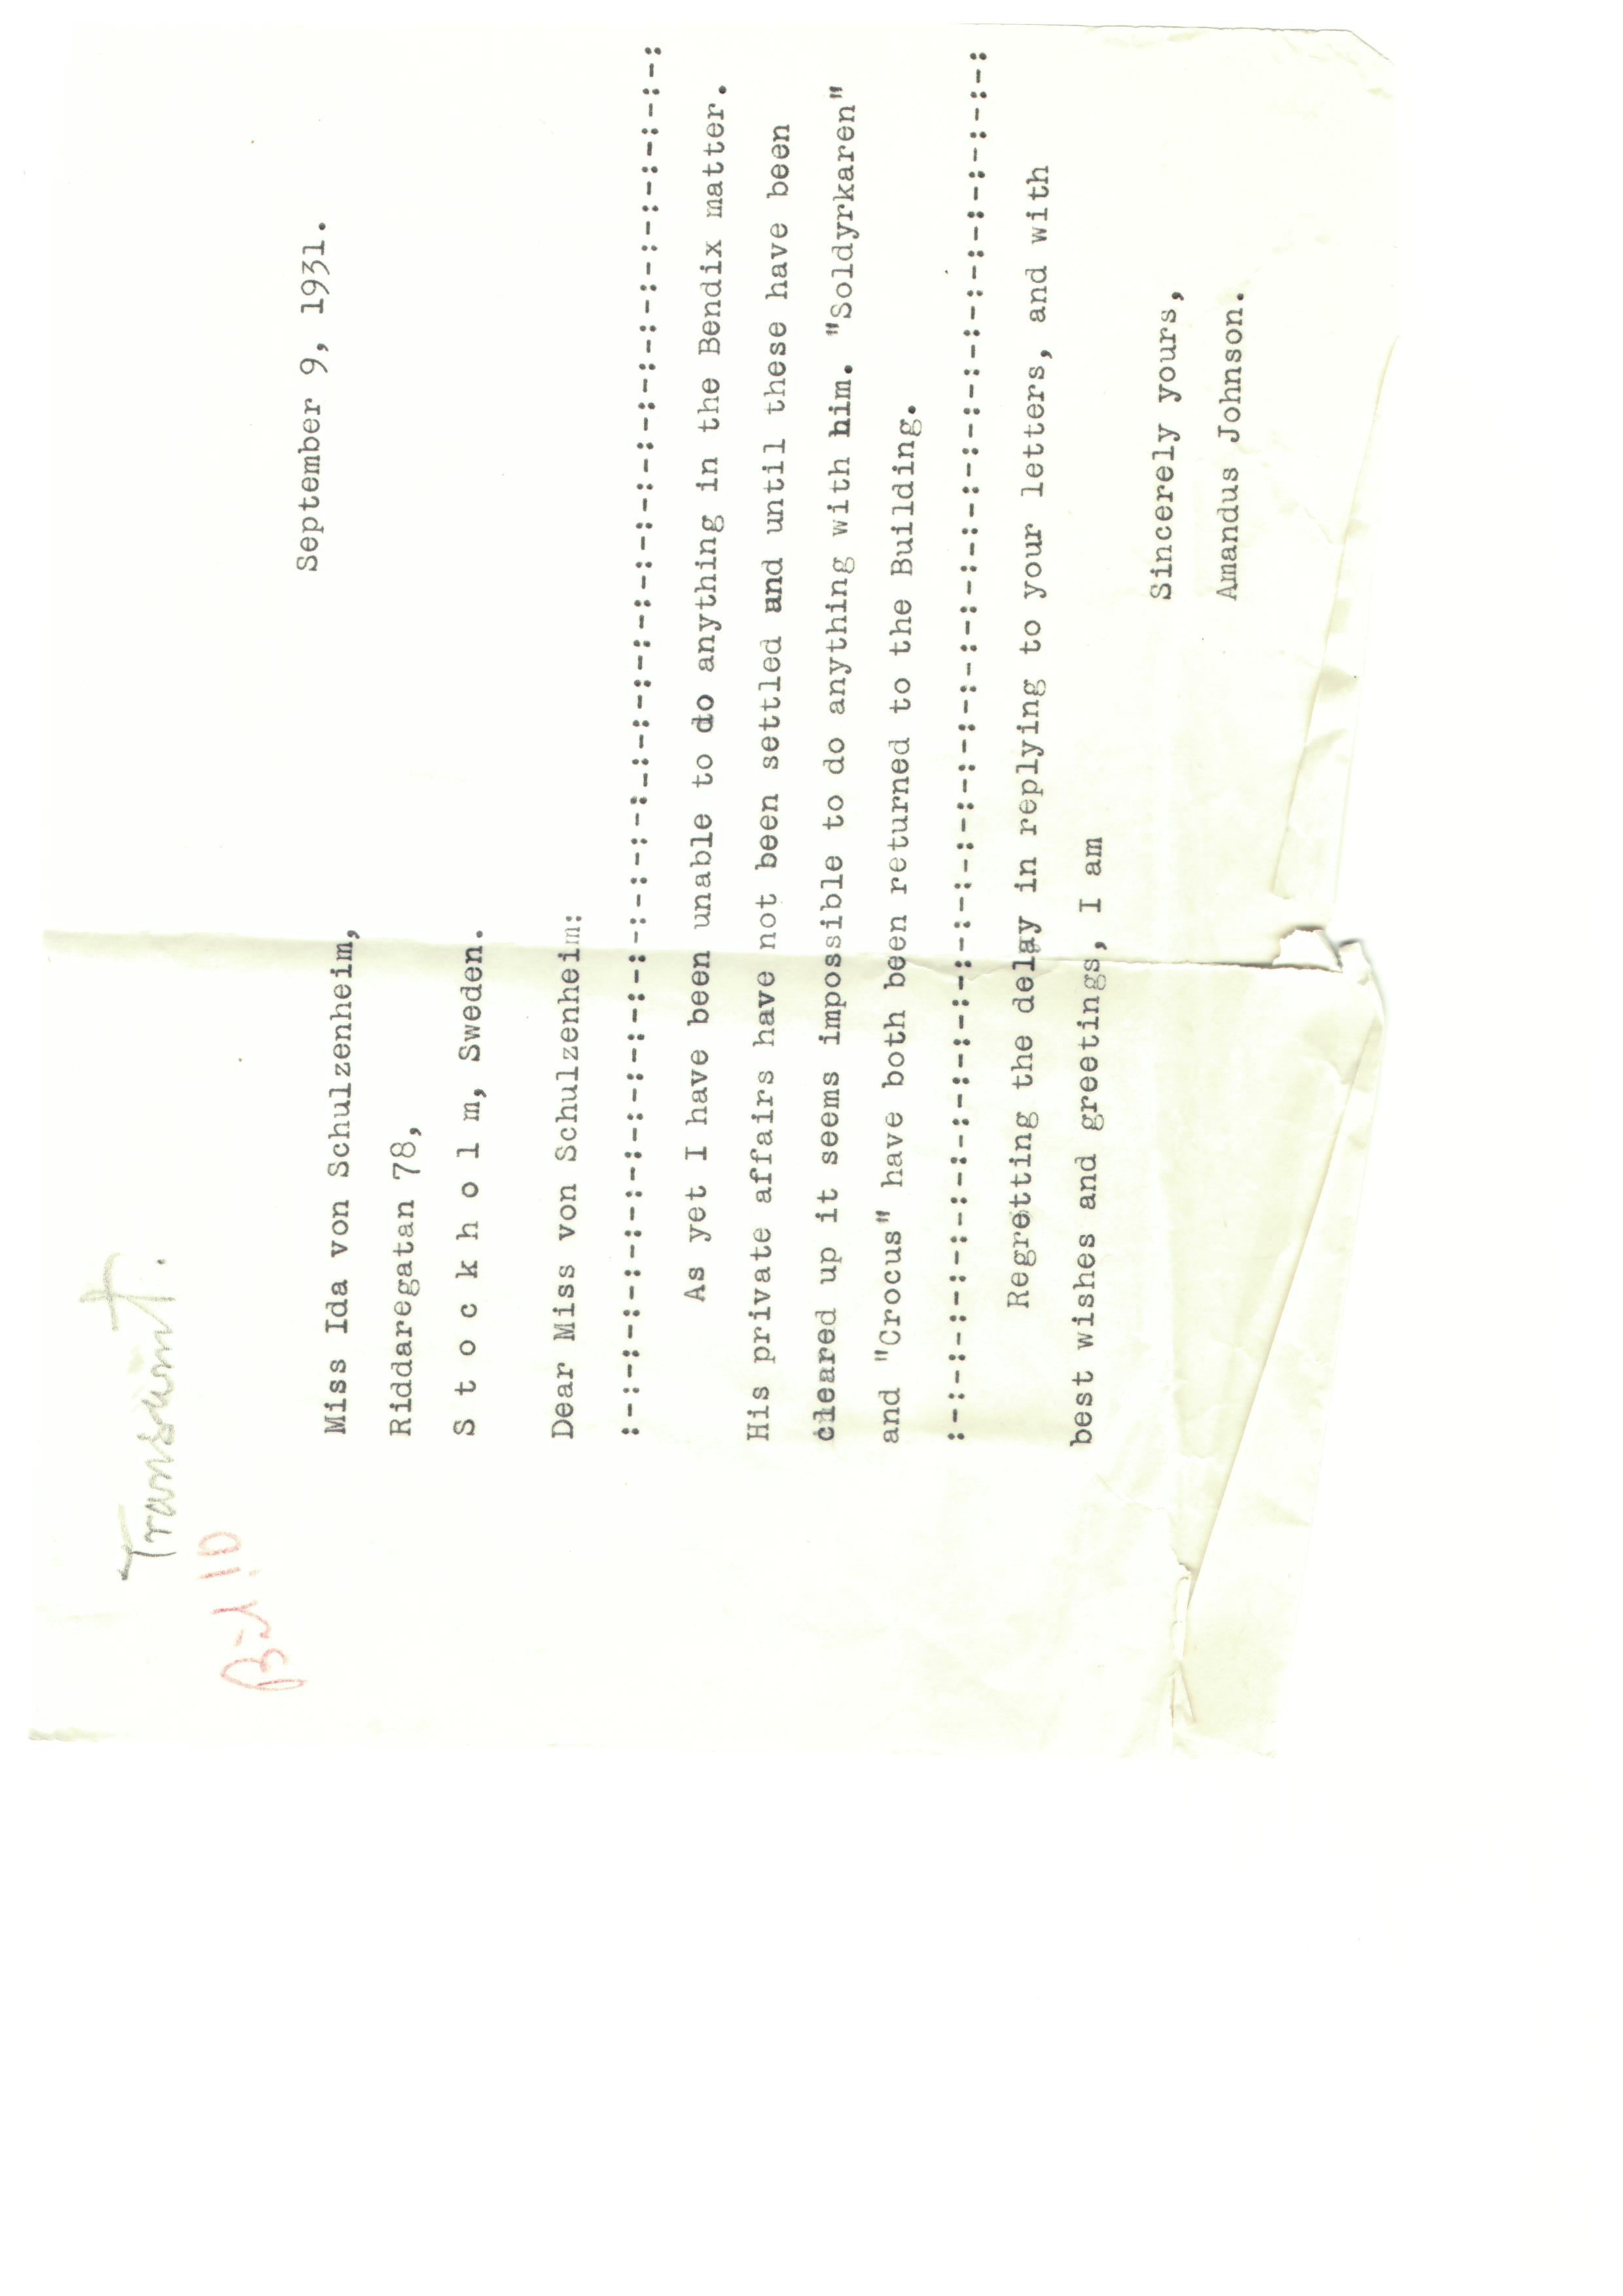 Transsumt.
September 9, 1931.
Miss Ida von Schulzenheim,
Riddaregatan 78,
S t o c k h o l m, Sweden.
Dear Miss von Schulzenheim:
:-:-:-:-:-:-:-:-:-:-:-:-:-:-:-:-:-:-:-:-:-:-:-:-:-:-:-:-:-:-:-:
As yet I have been unable to do anything in the Bendix matter.
His private affairs have not been settled and until these have been
cleared up it seems impossible to do anything with him. "Soldyrkaren"
and "Crocus" have both been returned to the Building.
:-:-:-:-:-:-:-:-:-:-:-:-:-:-:-:-:-:-:-:-:-:-:-:-:-:-:-:-:-:-:-:
Regretting the delay in replying to your letters, and with
best wishes and greetings, I am
Sincerely yours,
Amandus Johnson.